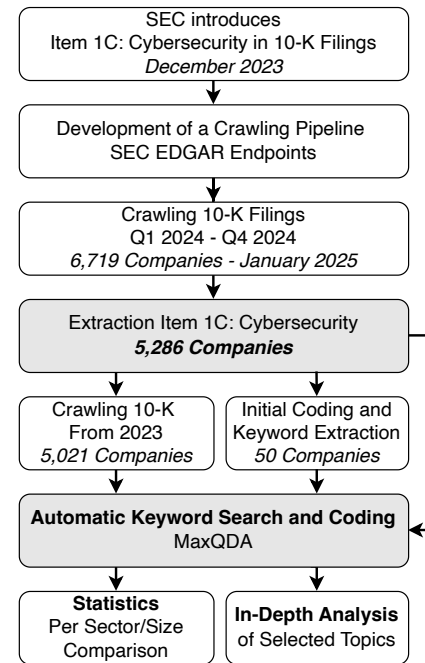 SEC introduces
Item 1C: Cybersecurity in 10-K Filings
December 2023
Development of a Crawling Pipeline
SEC EDGAR Endpoints
Crawling 10-K Filings
Q1 2024 - Q4 2024
6,719 Companies - January 2025
Extraction Item 1C: Cybersecurity
5,286 Companies
Crawling 10-K
From 2023
5,021 Companies
Initial Coding and
Keyword Extraction
50 Companies
Automatic Keyword Search and Coding
MaxQDA
Statistics
Per Sector/Size
Comparison
In-Depth Analysis
of Selected Topics